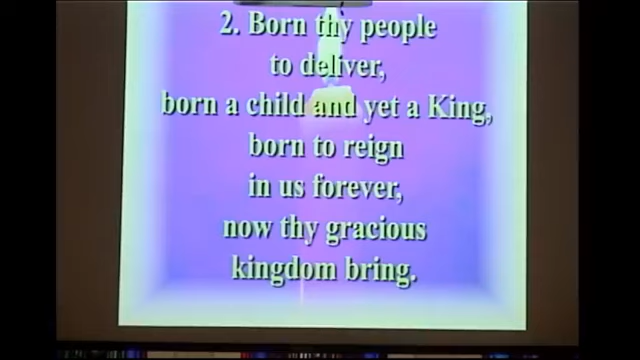 2. Born thy people
to deliver,
born a child and yet a King,
born to reign
in us forever,
now thy gracious
kingdom bring.